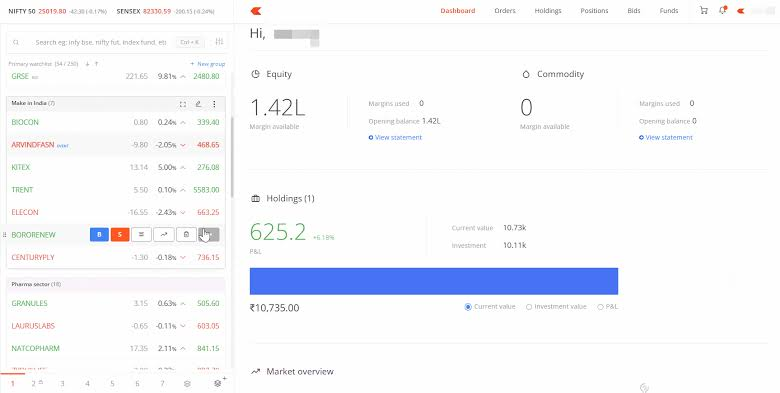 NIFTY 50 25019.80 -42.30 (-0.17%) SENSEX 82330.59 -200.15 (-0.24%)
Dashboard Orders Holdings Positions Bids Funds
Search eg: infy bse, nifty fut, index fund, etc Ctrl + K
Primary watchlist (54 / 250) + New group
GRSE 221.65 9.81% 2480.80
Make in India (7)
BIOCON 0.80 0.24% 339.40
ARVINDFASN EVENT -9.80 -2.05% 468.65
KITEX 13.14 5.00% 276.08
TRENT 5.50 0.10% 5583.00
ELECON -16.55 -2.43% 663.25
BORORENEW B S
CENTURYPLY -1.30 -0.18% 736.15
Pharma sector (18)
GRANULES 3.15 0.63% 505.60
LAURUSLABS -0.65 -0.11% 603.05
NATCOPHARM 17.35 2.11% 841.15
1 2 3 4 5 6 7
Hi,
Equity
1.42L
Margin available
Margins used 0
Opening balance 1.42L
View statement
Commodity
0
Margin available
Margins used 0
Opening balance 0
View statement
Holdings (1)
625.2 +6.18%
P&L
Current value 10.73k
Investment 10.11k
₹10,735.00
Current value Investment value P&L
Market overview